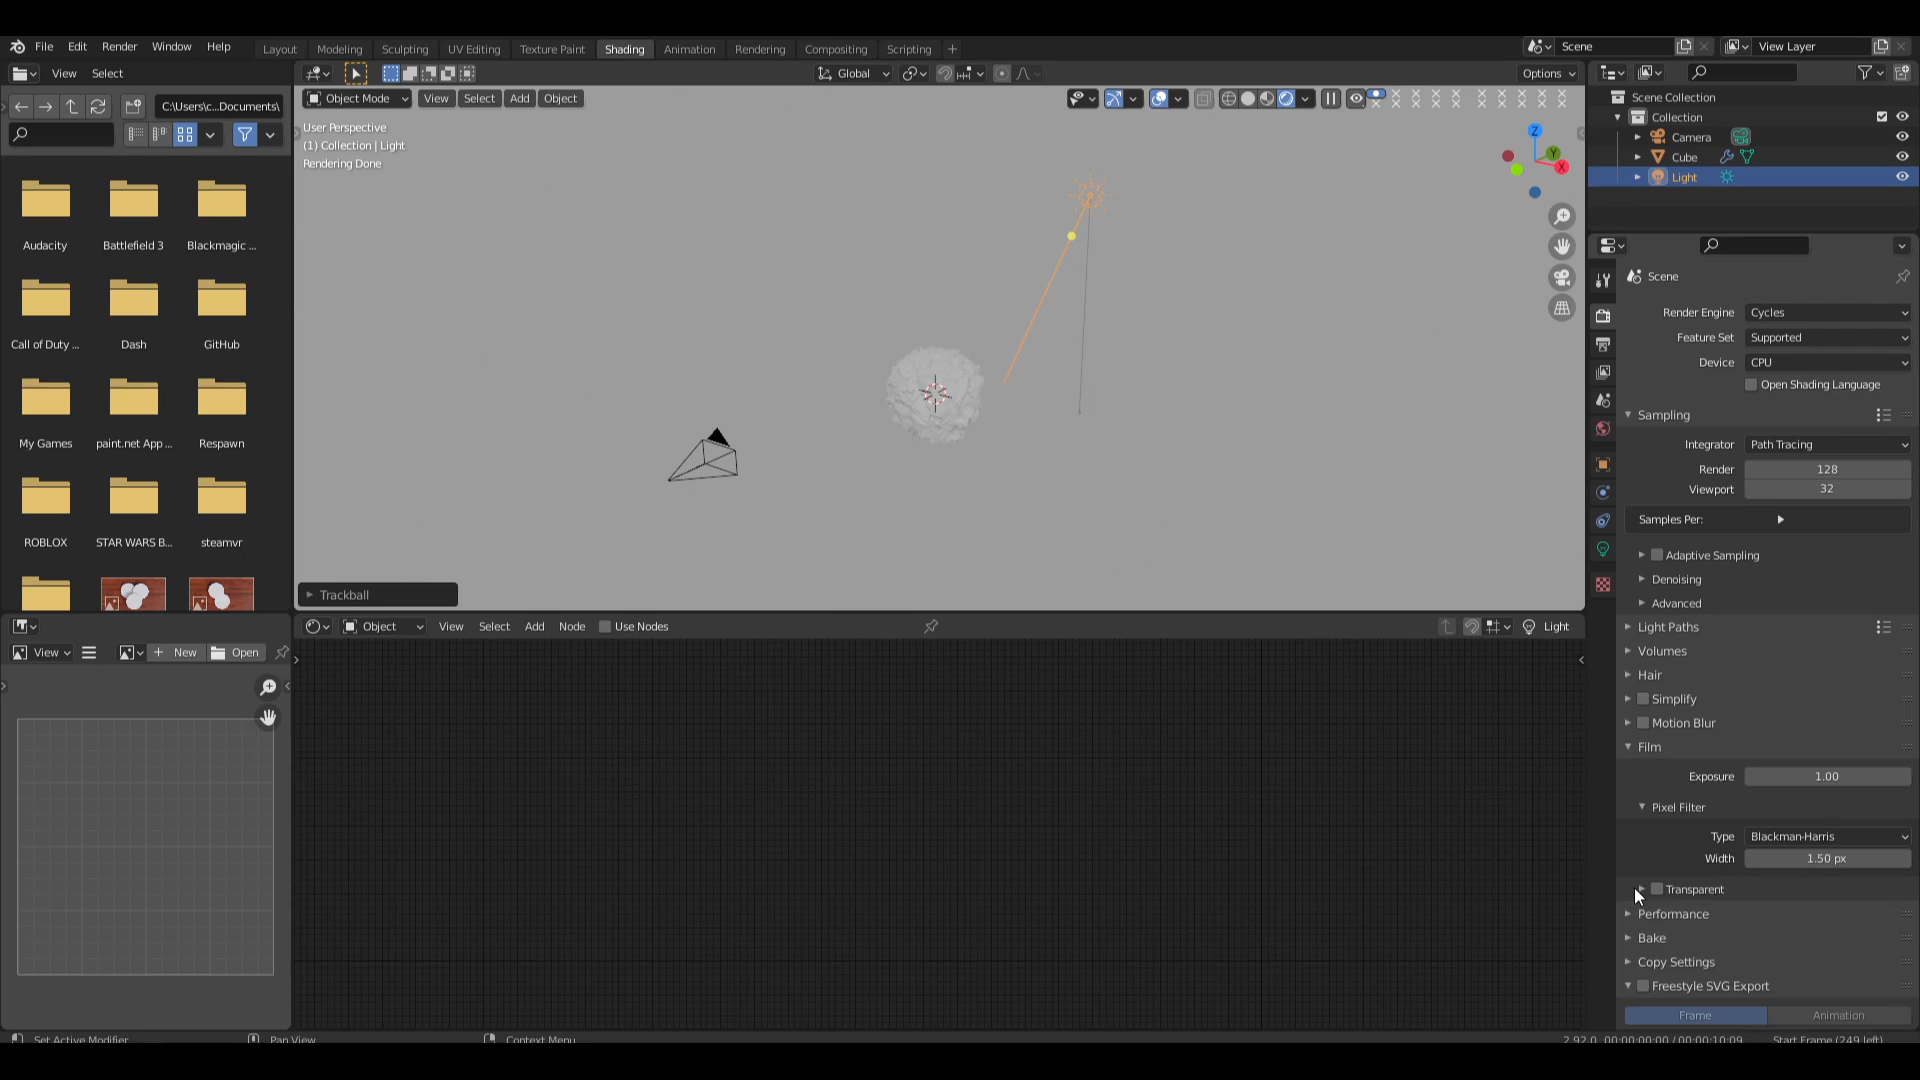 File Edit Render Window Help Layout Modeling Sculpting UV Editing Texture Paint Shading Animation Rendering Compositing Scripting + Scene View Layer
View Select Global Options
C:\Users\c...Documents\
Object Mode View Select Add Object
User Perspective
(1) Collection | Light
Rendering Done
Z
Y
X
Audacity Battlefield 3 Blackmagic ...
Call of Duty ... Dash GitHub
My Games paint.net App ... Respawn
ROBLOX STAR WARS B... steamvr
Trackball
Object View Select Add Node Use Nodes Light
View New Open
Scene Collection
Collection
Camera
Cube
Light
Scene
Render Engine Cycles
Feature Set Supported
Device CPU
Open Shading Language
Sampling
Integrator Path Tracing
Render 128
Viewport 32
Samples Per:
Adaptive Sampling
Denoising
Advanced
Light Paths
Volumes
Hair
Simplify
Motion Blur
Film
Exposure 1.00
Pixel Filter
Type Blackman-Harris
Width 1.50 px
Transparent
Performance
Bake
Copy Settings
Freestyle SVG Export
Frame Animation
Set Active Modifier Pan View Context Menu 2.92.0 00:00:00:00 / 00:00:10:09 Start Frame (249 left)